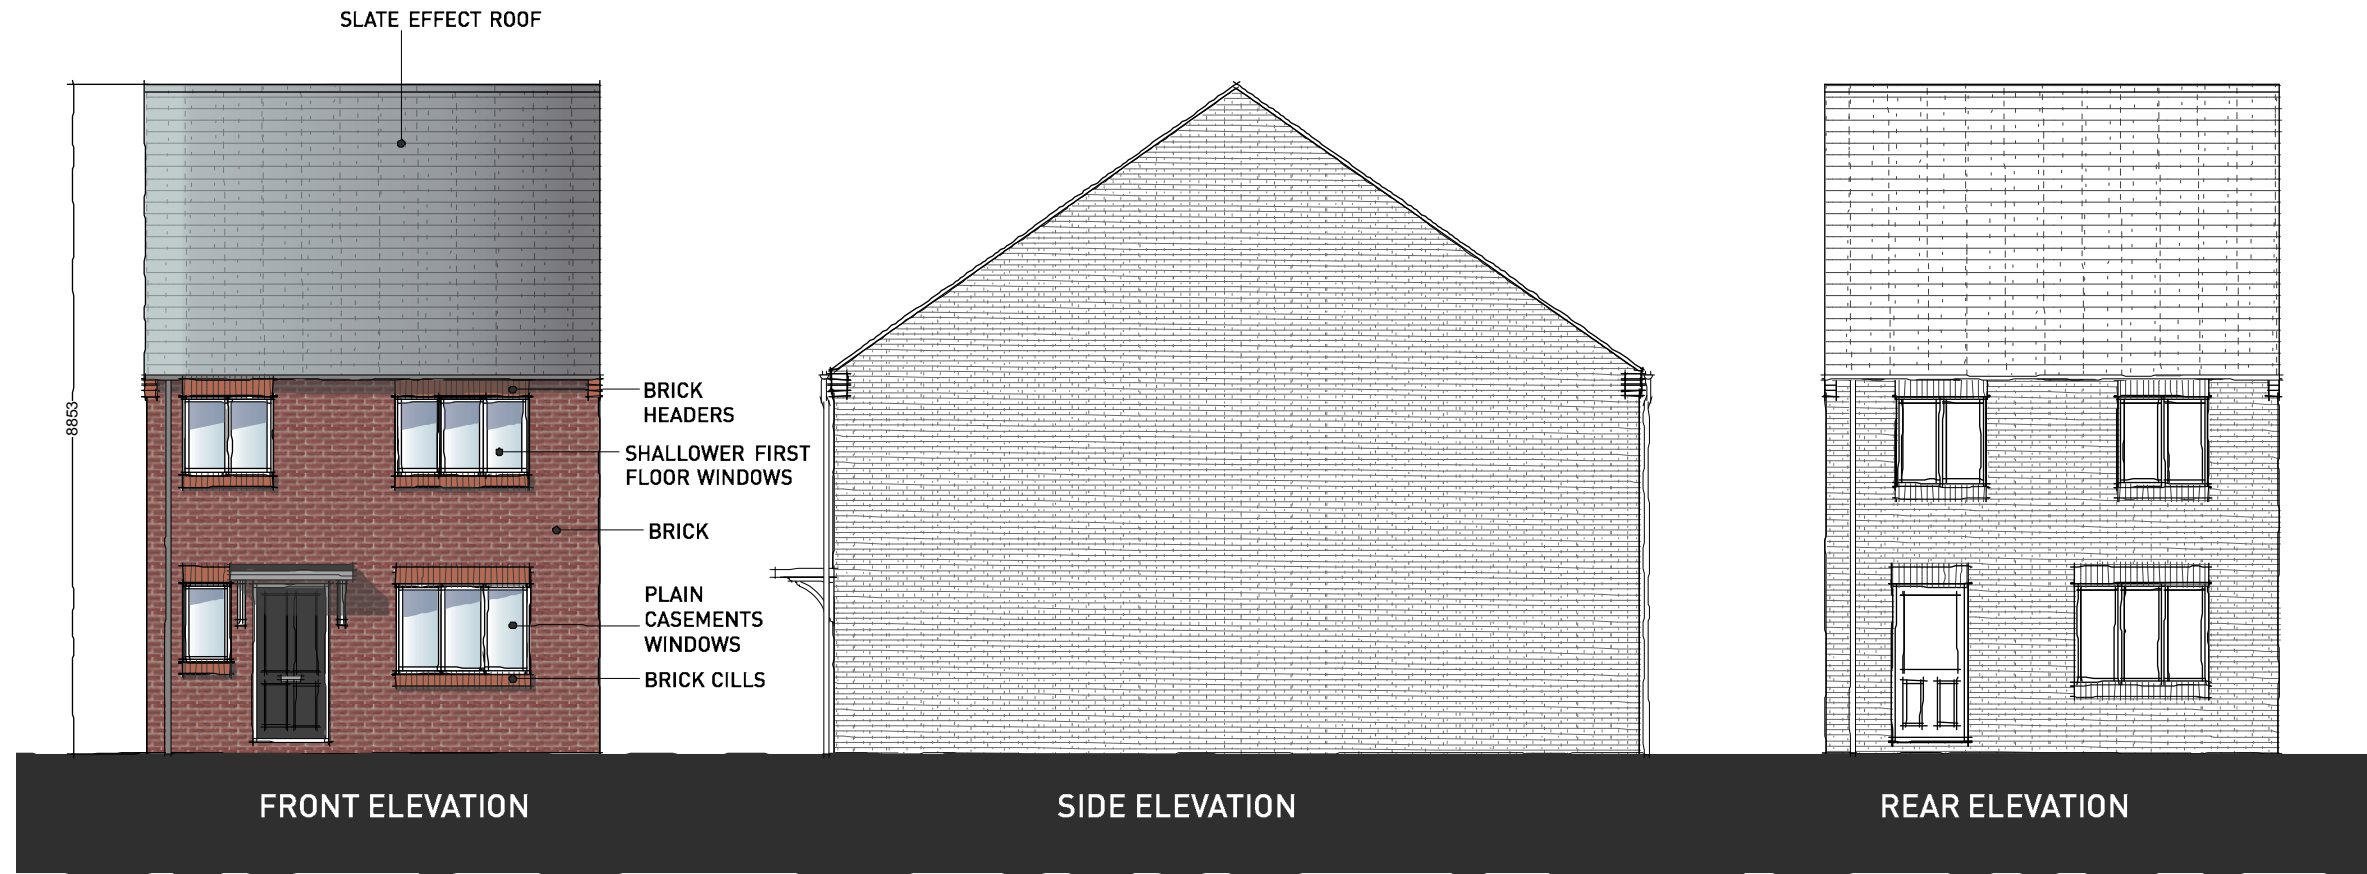 SLATE EFFECT ROOF
8853
BRICK
HEADERS
SHALLOWER FIRST
FLOOR WINDOWS
BRICK
PLAIN
CASEMENTS
WINDOWS
BRICK CILLS
FRONT ELEVATION
SIDE ELEVATION
REAR ELEVATION